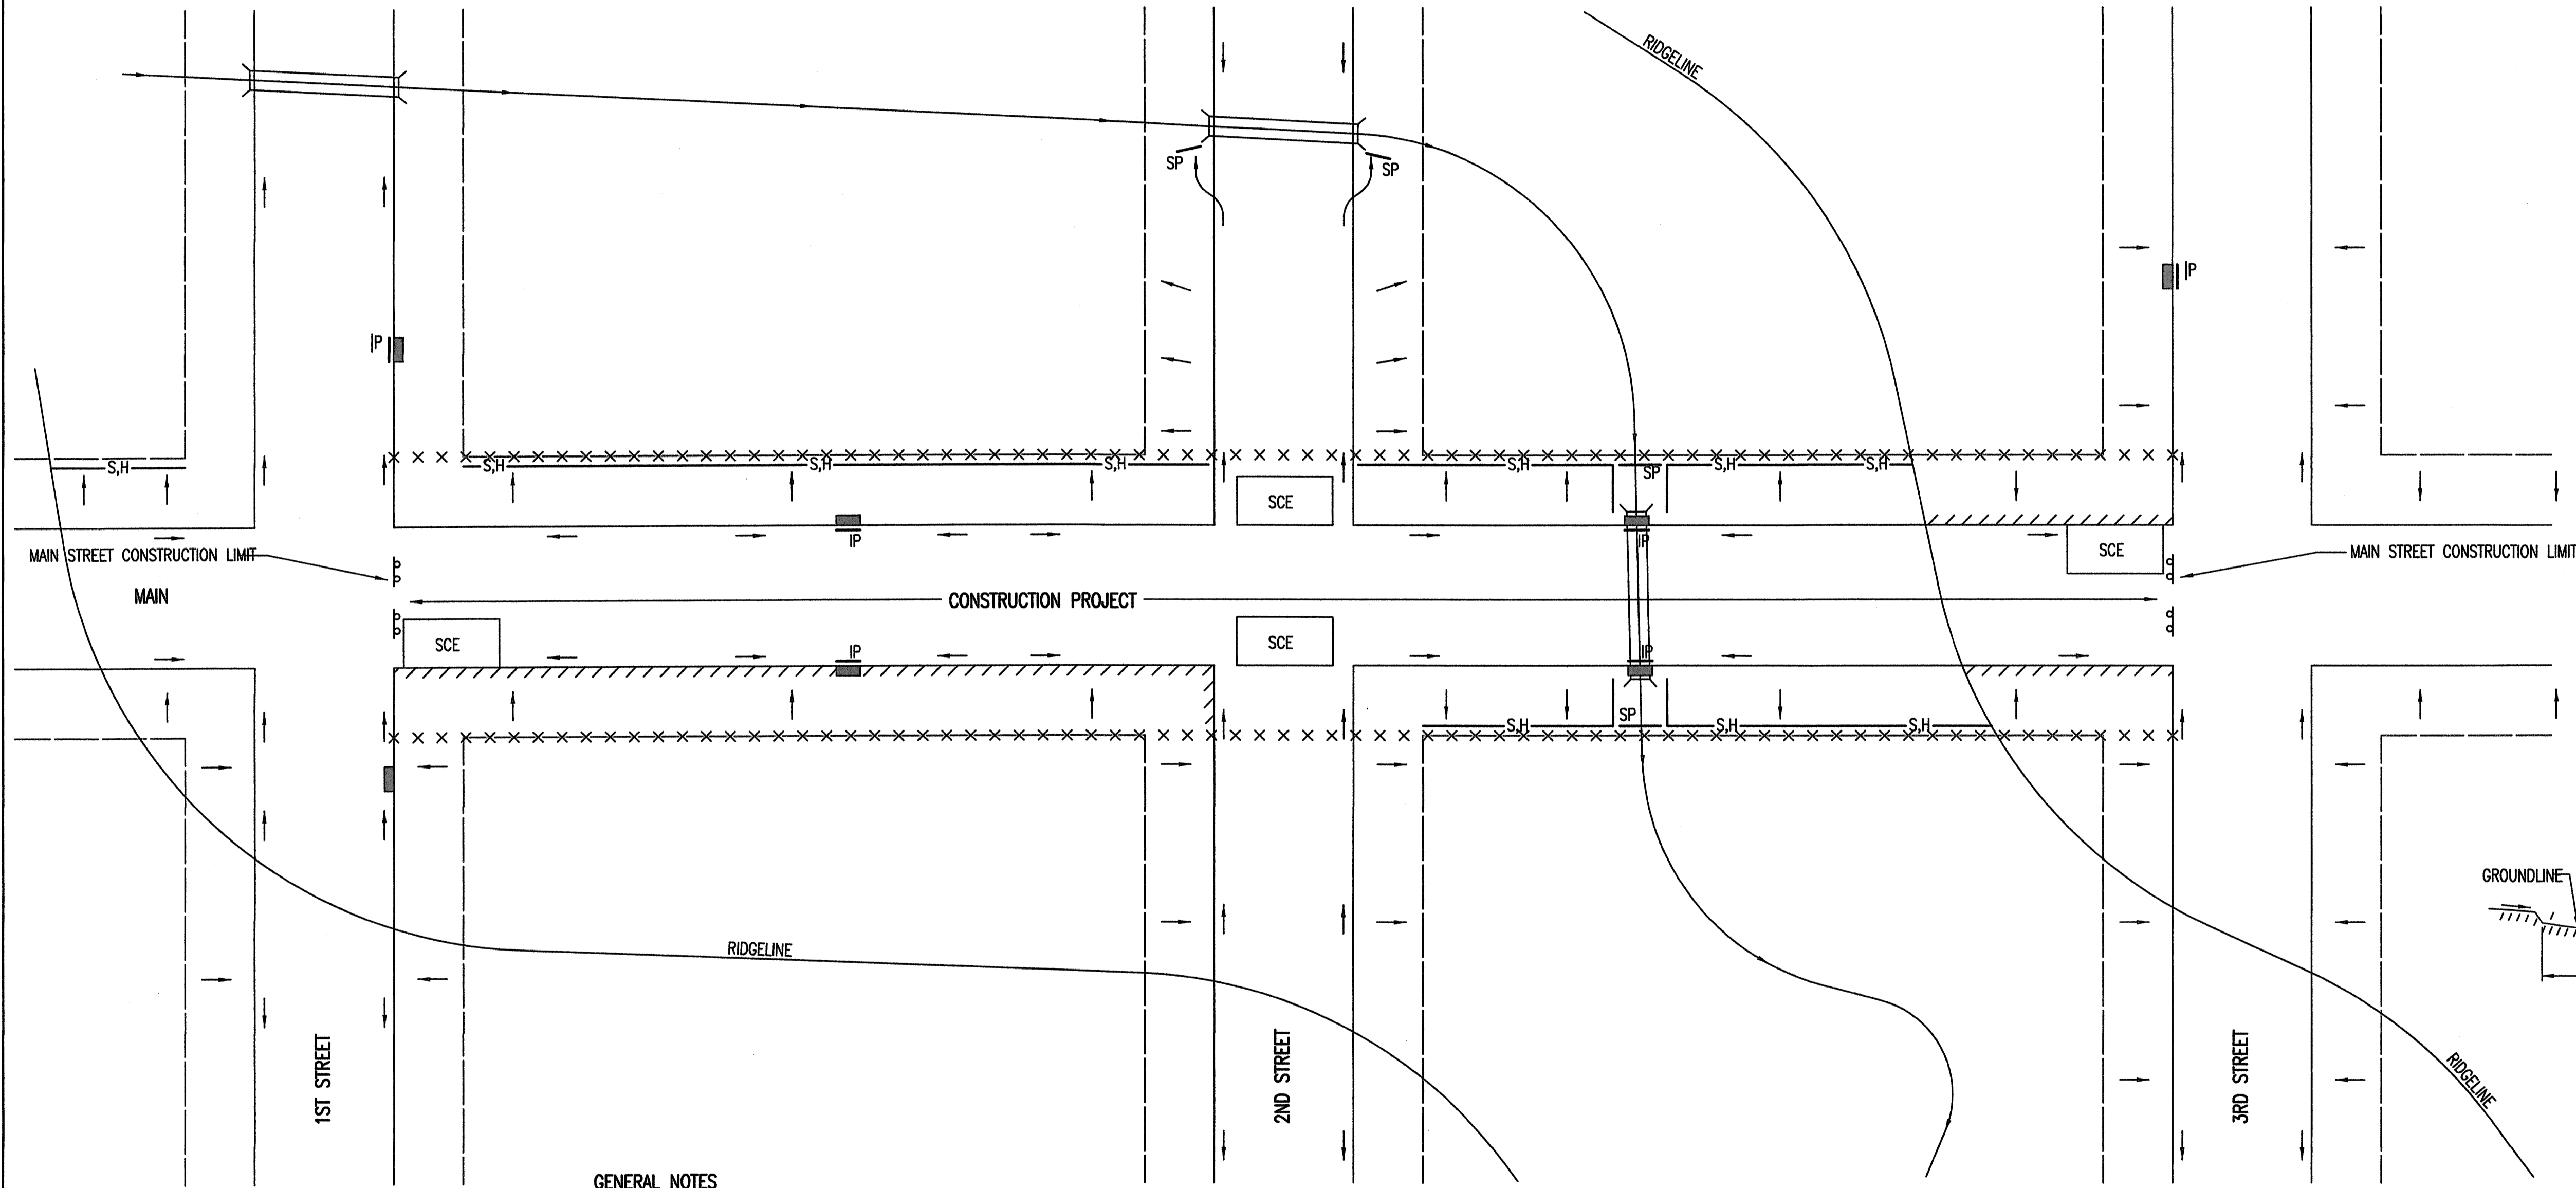 RIDGELINE
SP
SP
IP
IP
S,H
S,H
S,H
S,H
S,H
SP
S,H
S,H
SCE
IP
IP
SCE
MAIN STREET CONSTRUCTION LIMIT
MAIN STREET CONSTRUCTION LIMIT
MAIN
CONSTRUCTION PROJECT
SCE
IP
SCE
IP
S,H
SP
S,H
S,H
GROUNDLINE
RIDGELINE
1ST STREET
2ND STREET
3RD STREET
RIDGELINE
GENERAL NOTES